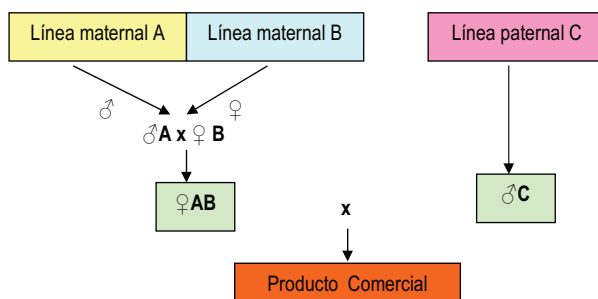 Línea maternal A
Línea maternal B
Línea paternal C
♂ ♀
♂A x ♀ B
♀AB
♂C
x
Producto Comercial